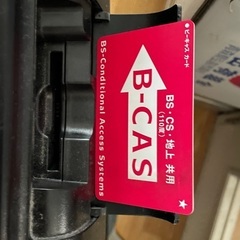 ● ビーキャス カード
BS・CS・地上 共用
(110度)
B-CAS
BS-Conditional Access Systems
★